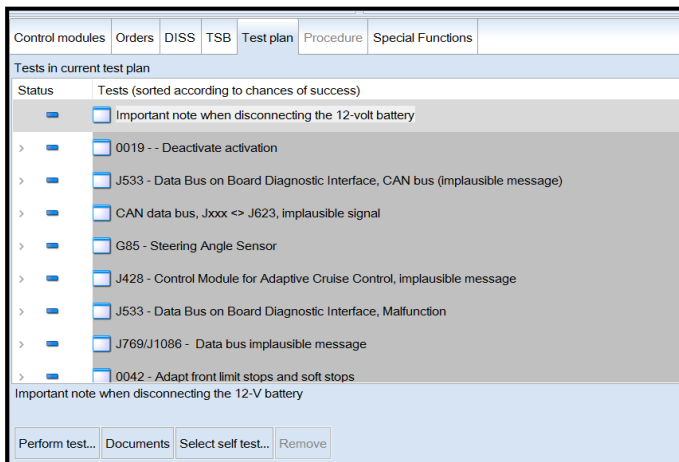 Control modules Orders DISS TSB Test plan Procedure Special Functions
Tests in current test plan
Status Tests (sorted according to chances of success)
Important note when disconnecting the 12-volt battery
0019 - - Deactivate activation
J533 - Data Bus on Board Diagnostic Interface, CAN bus (implausible message)
CAN data bus, Jxxx <> J623, implausible signal
G85 - Steering Angle Sensor
J428 - Control Module for Adaptive Cruise Control, implausible message
J533 - Data Bus on Board Diagnostic Interface, Malfunction
J769/J1086 - Data bus implausible message
0042 - Adapt front limit stops and soft stops
Important note when disconnecting the 12-V battery
Perform test... Documents Select self test... Remove